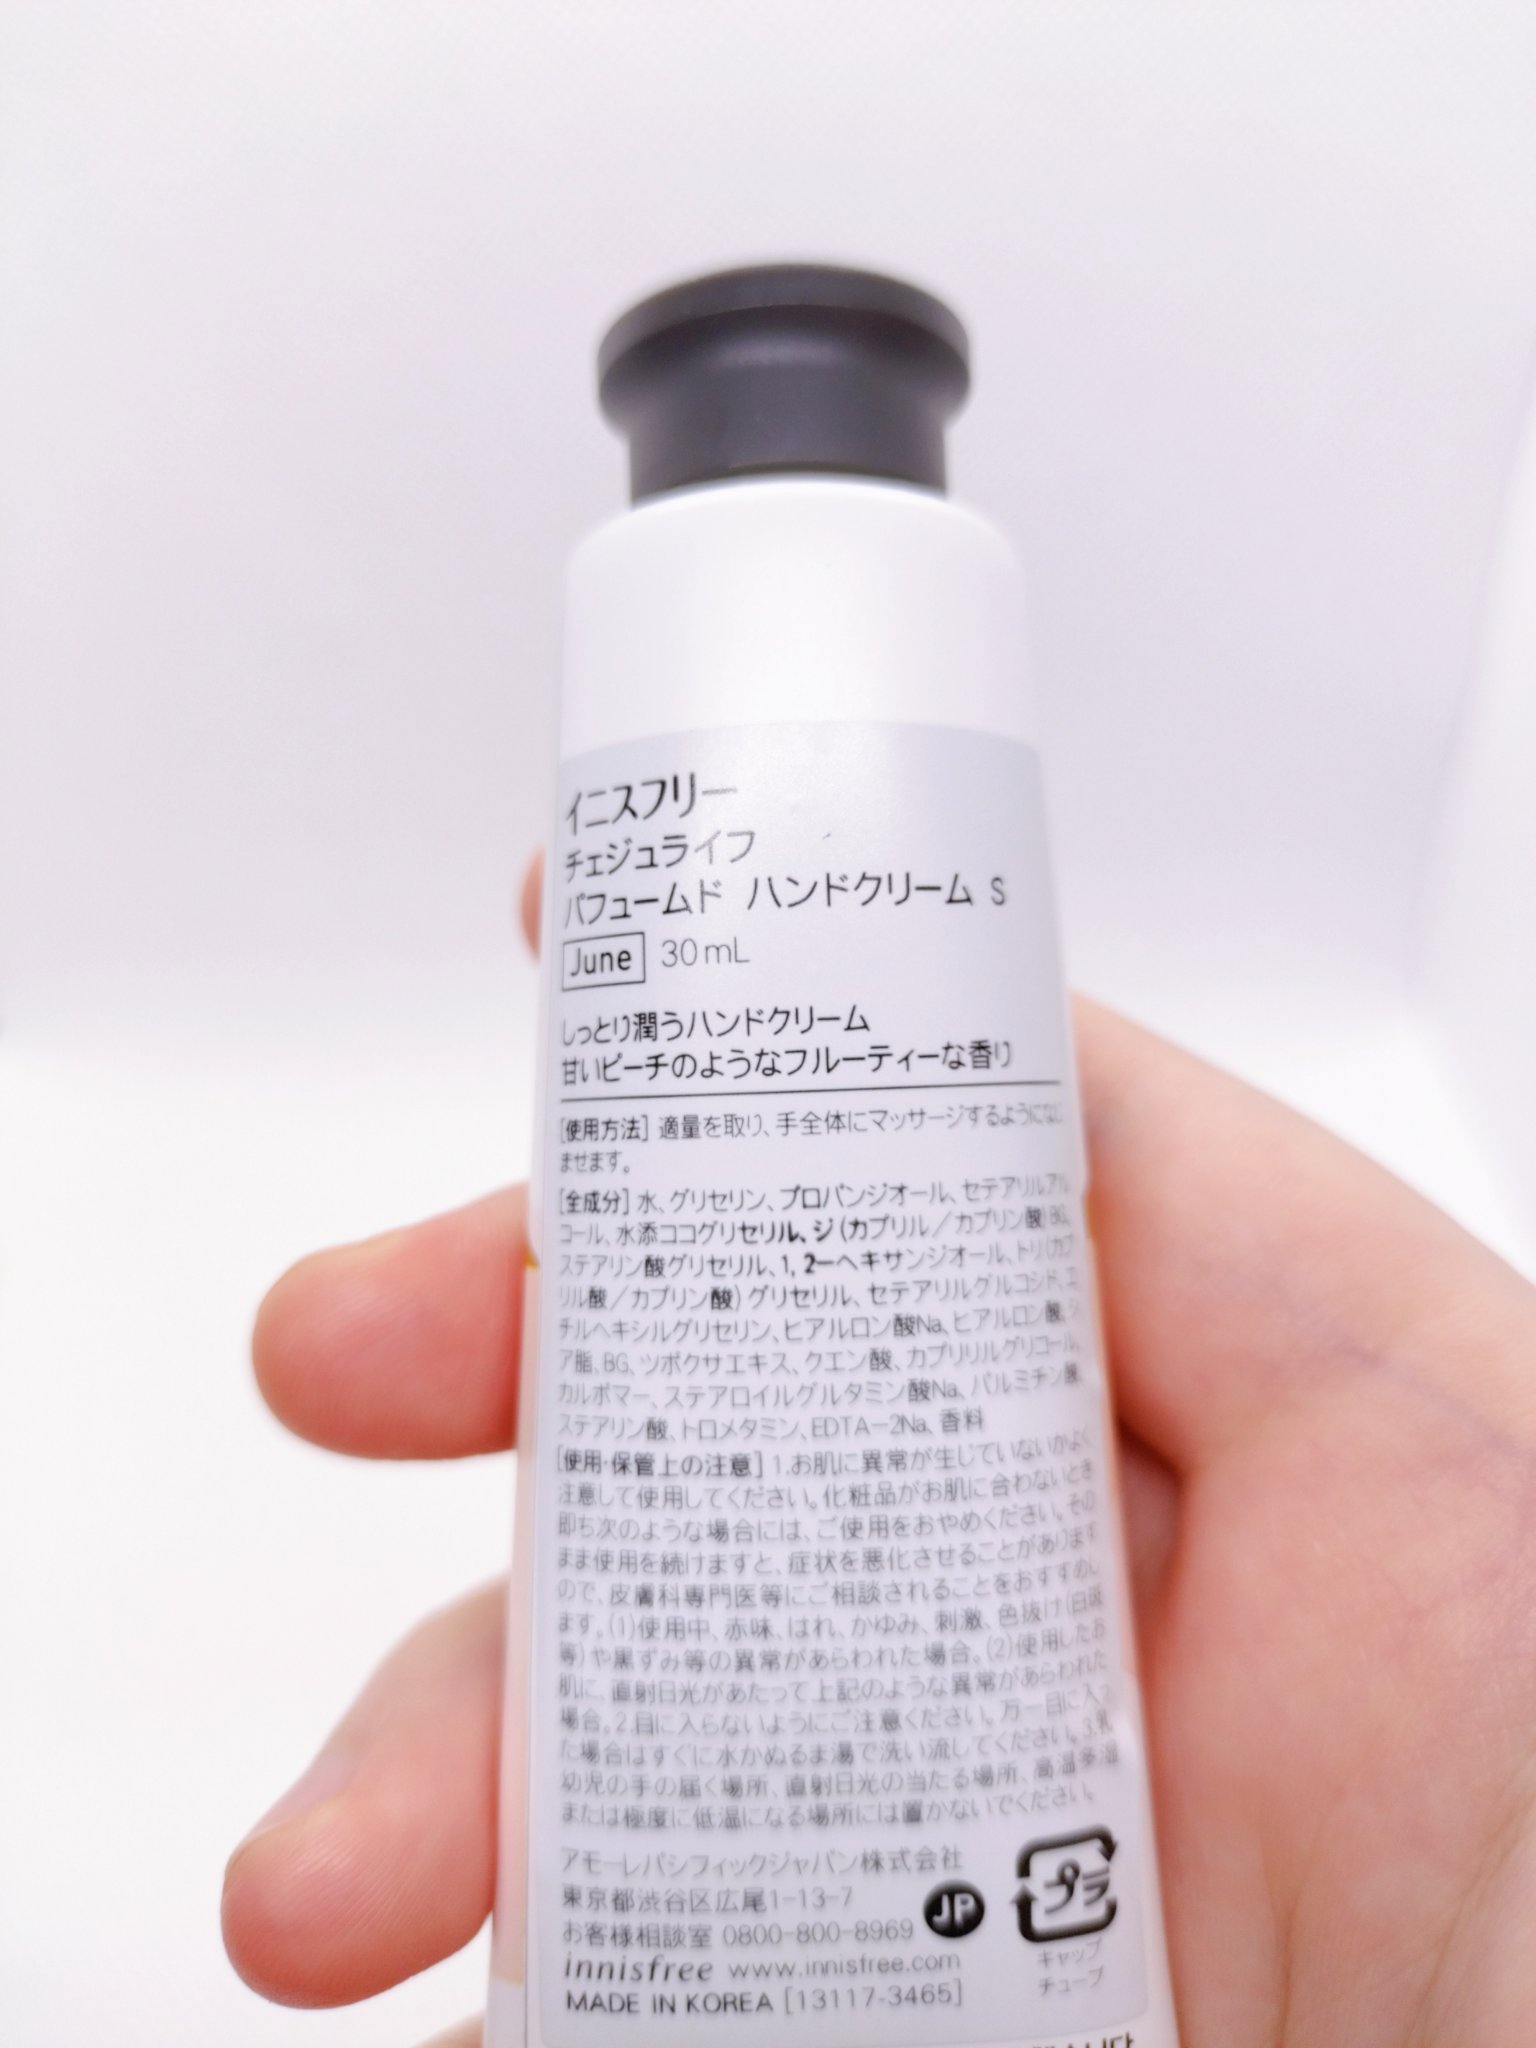 イニスフリー
チェジュライフ
パフュームド ハンドクリーム S
June 30mL
しっとり潤うハンドクリーム
甘いピーチのようなフルーティーな香り
[使用方法] 適量を取り、手全体にマッサージするようになじ
ませます。
[全成分] 水、グリセリン、プロパンジオール、セテアリルアル
コール、水添ココグリセリル、ジ(カプリル/カプリン酸)BG、
ステアリン酸グリセリル、1, 2-ヘキサンジオール、トリ(カプ
リル酸/カプリン酸)グリセリル、セテアリルグルコシド、エ
チルヘキシルグリセリン、ヒアルロン酸Na、ヒアルロン酸、シ
ア脂、BG、ツボクサエキス、クエン酸、カプリリルグリコール、
カルボマー、ステアロイルグルタミン酸Na、パルミチン酸、
ステアリン酸、トロメタミン、EDTA-2Na、香料
[使用・保管上の注意] 1.お肌に異常が生じていないかよく
注意して使用してください。化粧品がお肌に合わないとき
即ち次のような場合には、ご使用をおやめください。その
まま使用を続けますと、症状を悪化させることがあります
ので、皮膚科専門医等にご相談されることをおすすめし
ます。(1)使用中、赤味、はれ、かゆみ、刺激、色抜け(白斑
等)や黒ずみ等の異常があらわれた場合。(2)使用したお
肌に、直射日光があたって上記のような異常があらわれた
場合。2.目に入らないようにご注意ください。万一目に入っ
た場合はすぐに水かぬるま湯で洗い流してください。3.乳
幼児の手の届く場所、直射日光の当たる場所、高温多湿
または極度に低温になる場所には置かないでください。
アモーレパシフィックジャパン株式会社
東京都渋谷区広尾1-13-7
お客様相談室 0800-800-8969
JP
プラ
キャップ
チューブ
innisfree www.innisfree.com
MADE IN KOREA [13117-3465]